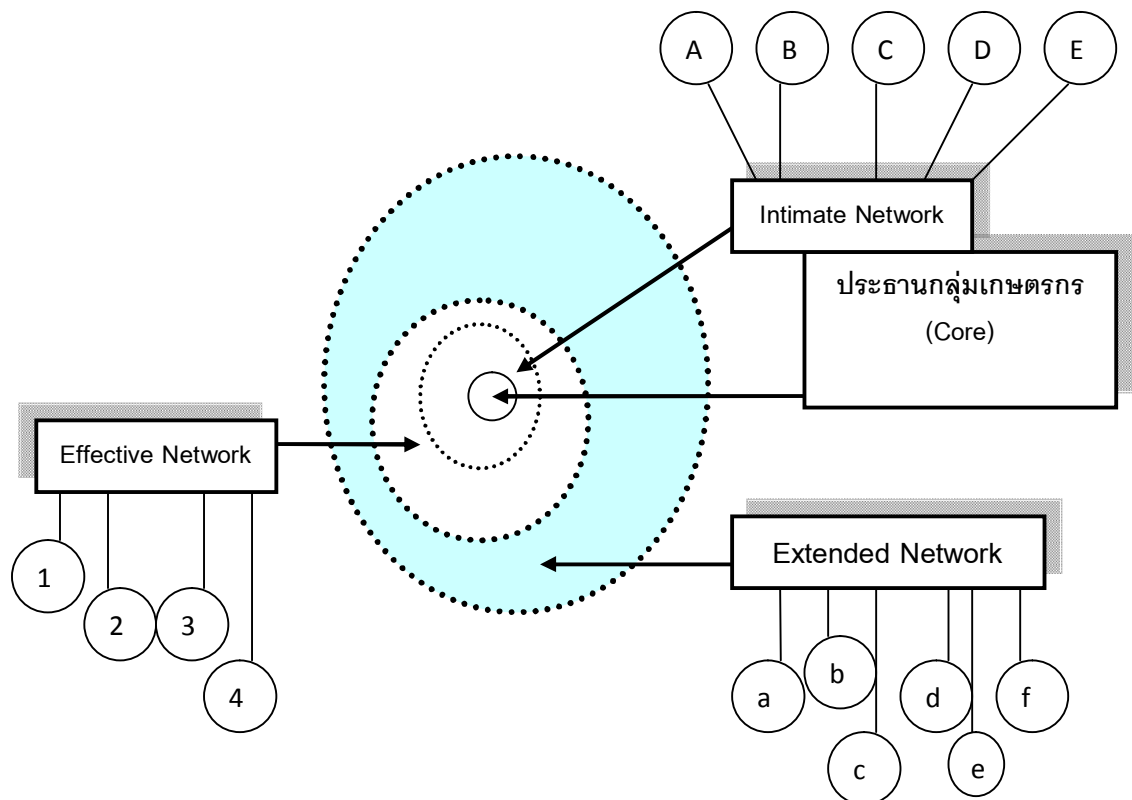 A B C D E
Intimate Network
ประธานกลุ่มเกษตรกร
(Core)
Effective Network
1
2 3
4
Extended Network
a b d f
c e